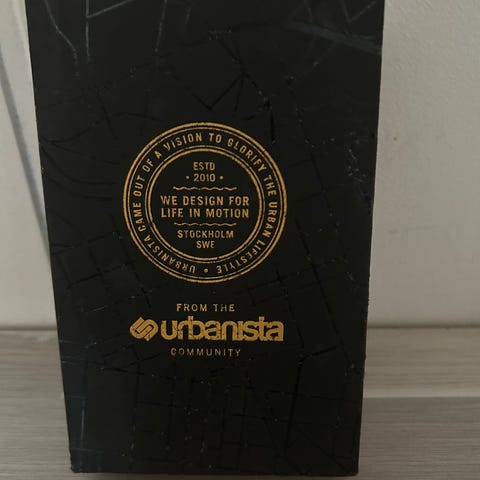 URBANISTA CAME OUT OF A VISION TO GLORIFY THE URBAN LIFESTYLE •
ESTD
• 2010 •
WE DESIGN FOR
LIFE IN MOTION
STOCKHOLM
SWE
FROM THE
urbanista
COMMUNITY